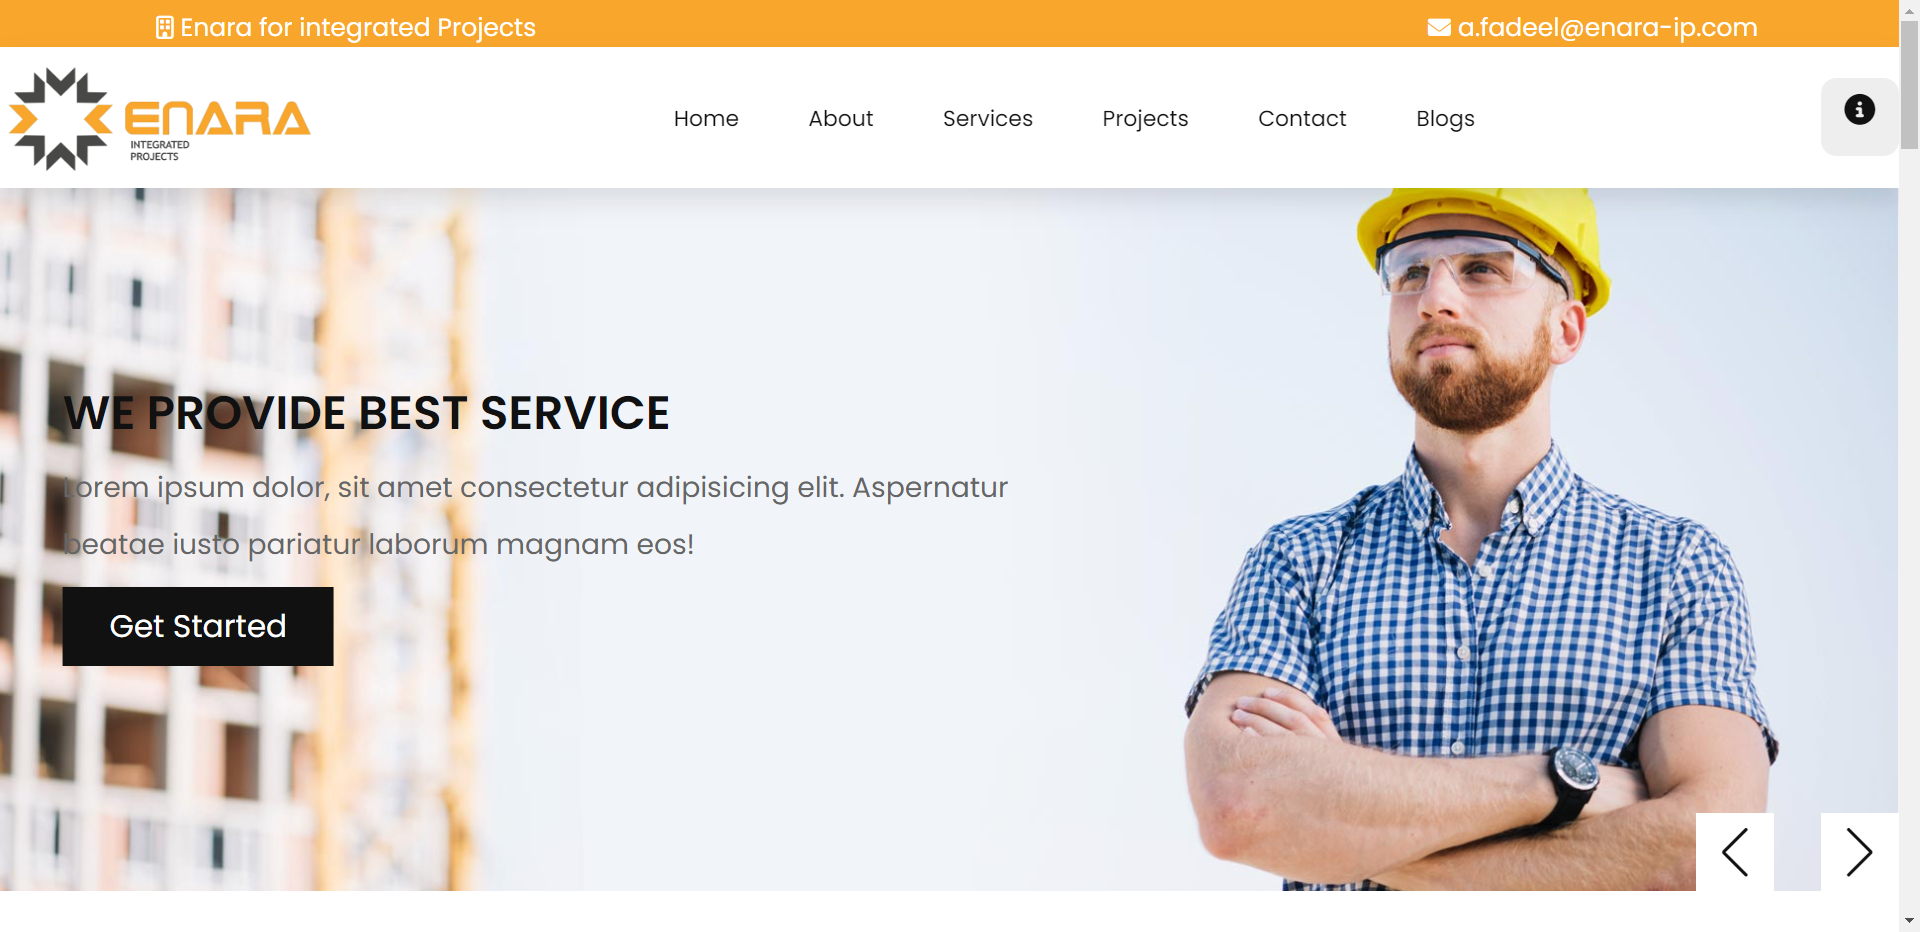 Enara for integrated Projects
a.fadeel@enara-ip.com
ENARA
INTEGRATED
PROJECTS
Home
About
Services
Projects
Contact
Blogs
WE PROVIDE BEST SERVICE
Lorem ipsum dolor, sit amet consectetur adipisicing elit. Aspernatur
beatae iusto pariatur laborum magnam eos!
Get Started